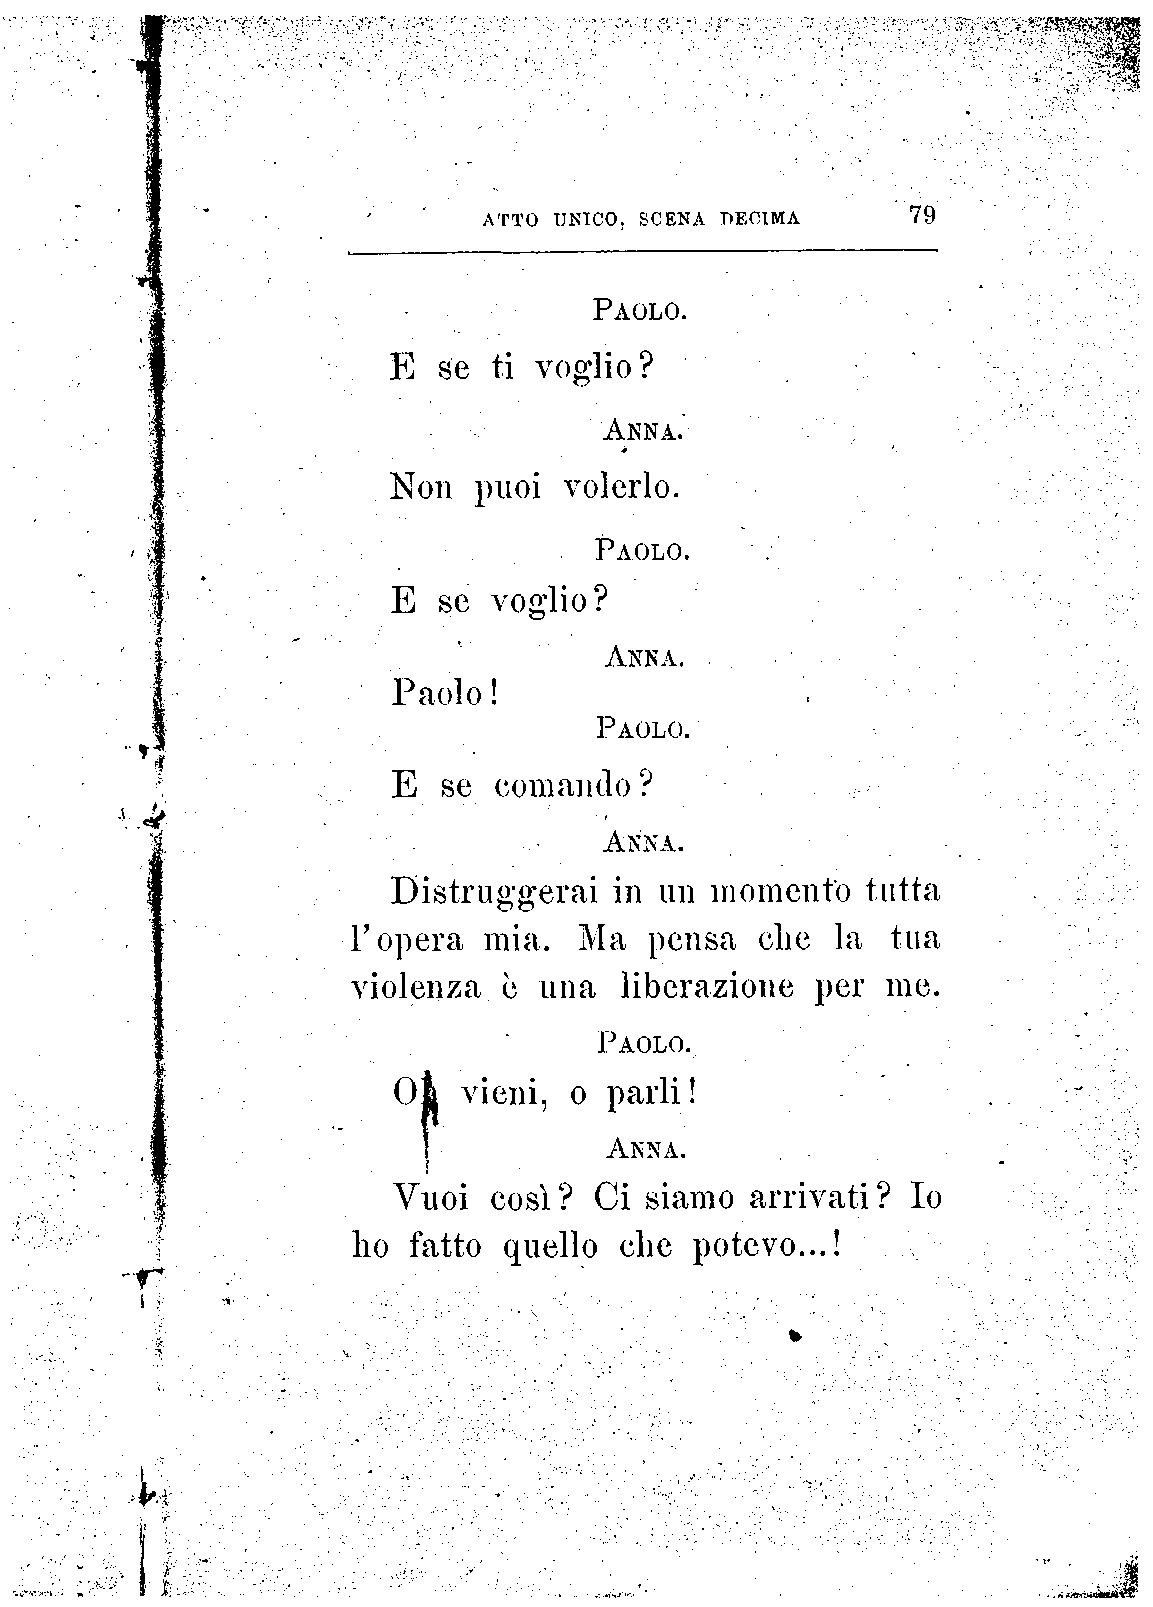 ATTO UNICO, SCENA DECIMA 79
PAOLO.
E se ti voglio?
ANNA.
Non puoi volerlo.
PAOLO.
E se voglio?
ANNA.
Paolo!
PAOLO.
E se comando?
ANNA.
Distruggerai in un momento tutta
l'opera mia. Ma pensa che la tua
violenza è una liberazione per me.
PAOLO.
O vieni, o parli!
ANNA.
Vuoi così? Ci siamo arrivati? Io
ho fatto quello che potevo...!